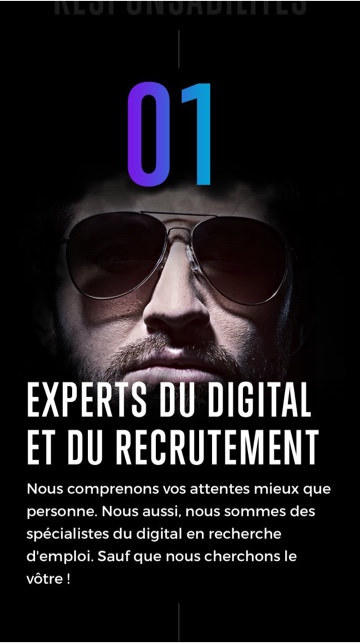 RESPONSABILITÉS
01
EXPERTS DU DIGITAL
ET DU RECRUTEMENT
Nous comprenons vos attentes mieux que
personne. Nous aussi, nous sommes des
spécialistes du digital en recherche
d'emploi. Sauf que nous cherchons le
vôtre !